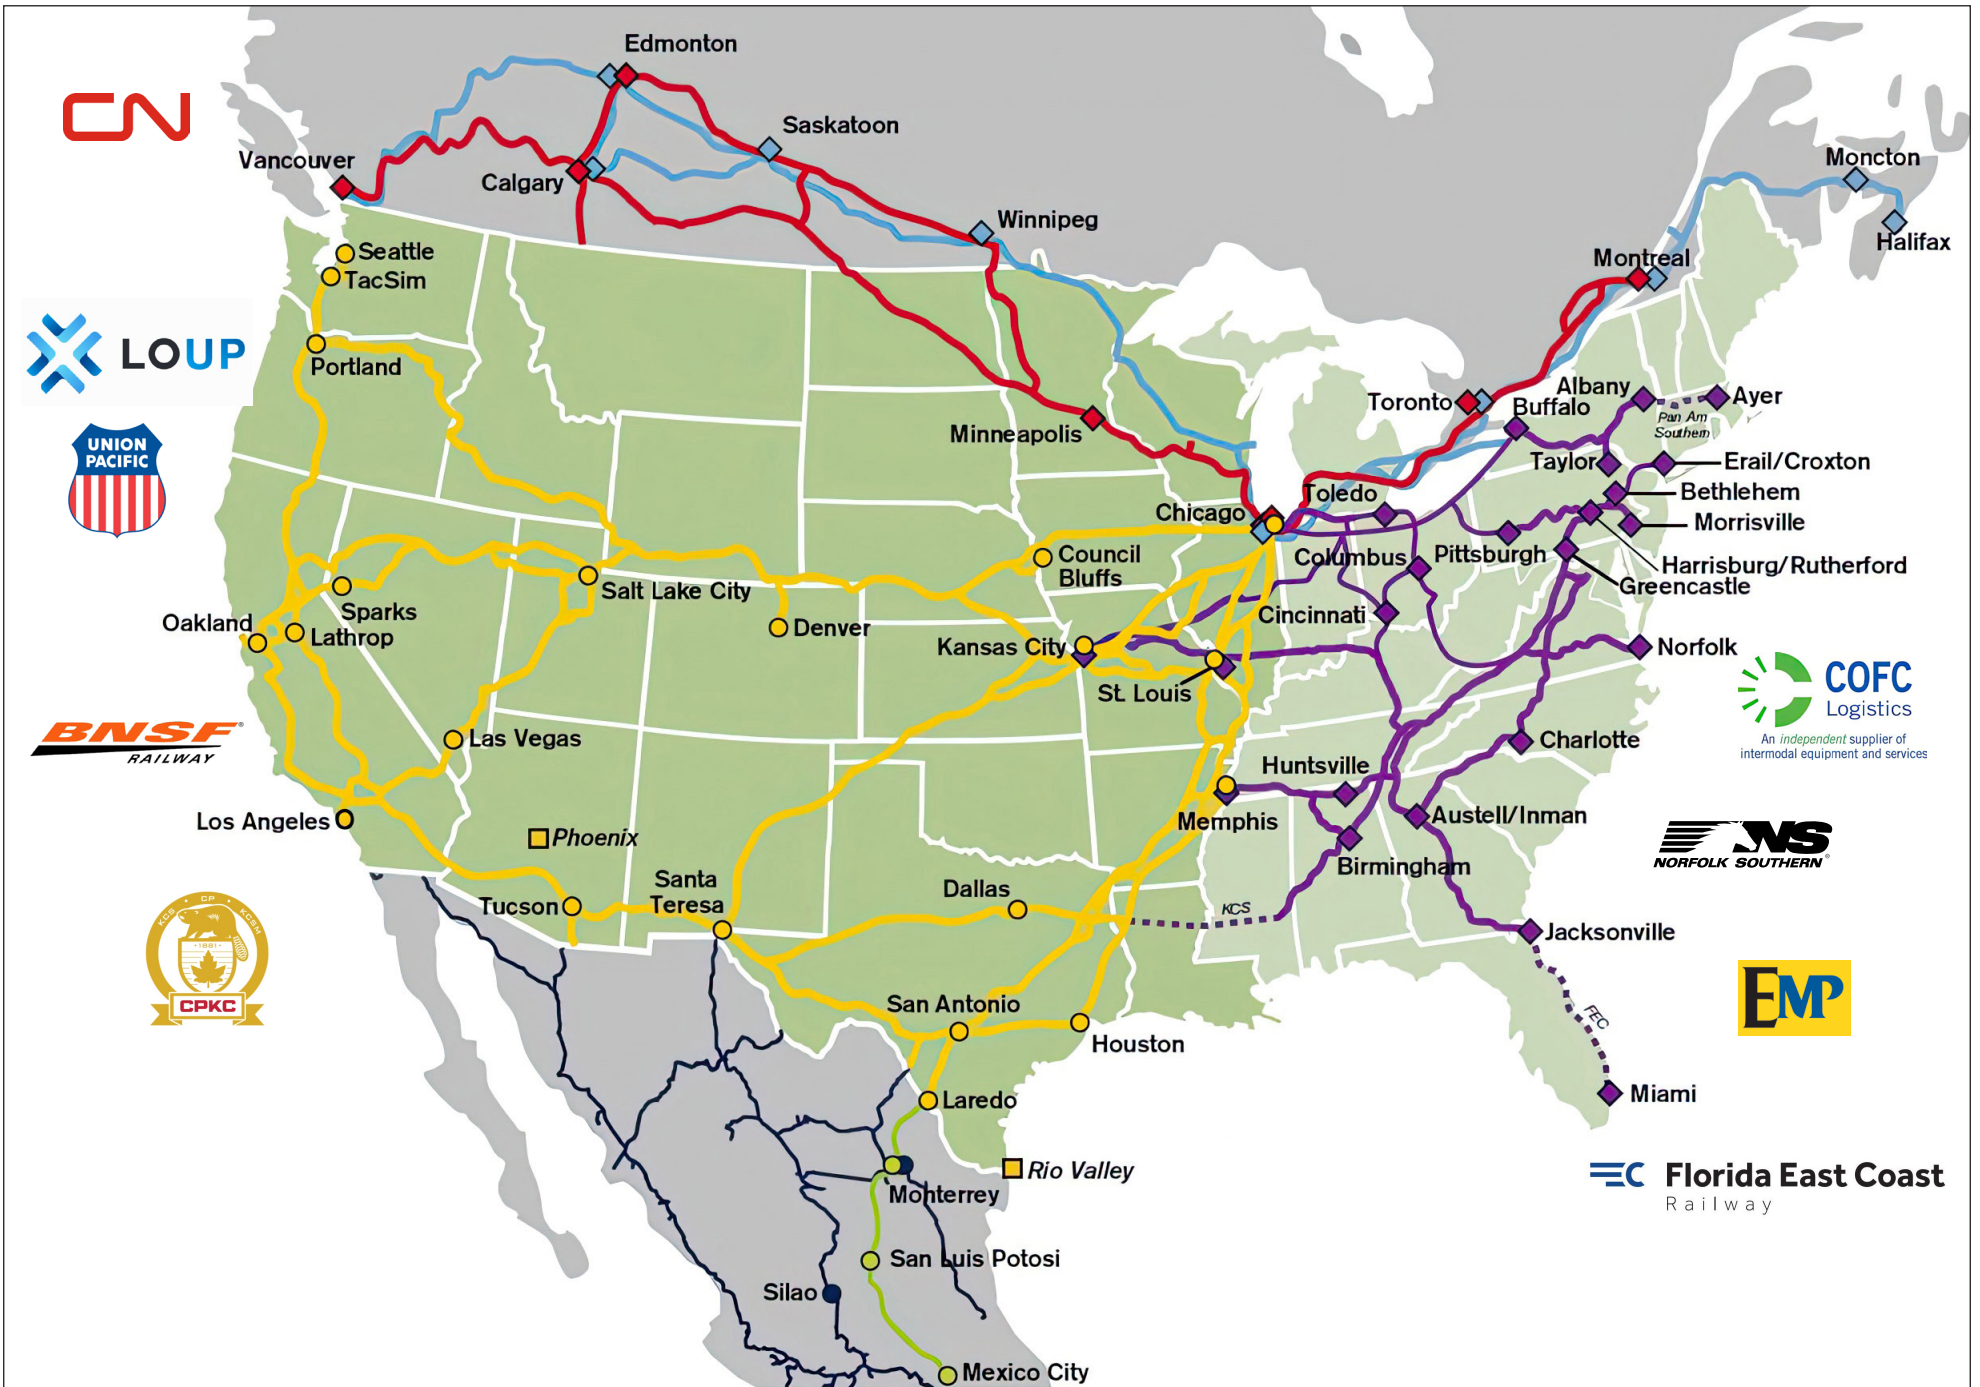 Edmonton
CN
Saskatoon
Vancouver
Calgary
Moncton
Winnipeg
Halifax
Seattle
TacSim
Montreal
LOUP
Portland
Albany
Ayer
Toronto
Buffalo
Pan Am
Southern
Minneapolis
UNION
PACIFIC
Taylor
Erail/Croxton
Toledo
Bethlehem
Chicago
Morrisville
Council
Bluffs
Columbus
Pittsburgh
Harrisburg/Rutherford
Salt Lake City
Greencastle
Sparks
Cincinnati
Oakland
Lathrop
Denver
Kansas City
Norfolk
St. Louis
COFC
Logistics
An independent supplier of
intermodal equipment and services
BNSF
®
RAILWAY
Las Vegas
Charlotte
Huntsville
Los Angeles
Phoenix
Memphis
Austell/Inman
Birmingham
NS
NORFOLK SOUTHERN®
Santa
Teresa
Dallas
Tucson
KCS
Jacksonville
KCS • CP • KCSM
1881
CPKC
San Antonio
EMP
FEC
Houston
Laredo
Miami
Rio Valley
Monterrey
FEC Florida East Coast
Railway
San Luis Potosi
Silao
Mexico City